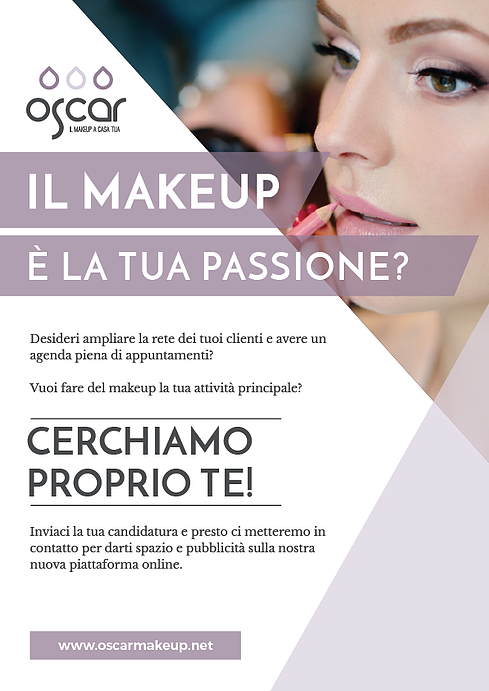 oscar
IL MAKEUP A CASA TUA
IL MAKEUP
È LA TUA PASSIONE?
Desideri ampliare la rete dei tuoi clienti e avere un
agenda piena di appuntamenti?
Vuoi fare del makeup la tua attività principale?
CERCHIAMO
PROPRIO TE!
Inviaci la tua candidatura e presto ci metteremo in
contatto per darti spazio e pubblicità sulla nostra
nuova piattaforma online.
www.oscarmakeup.net